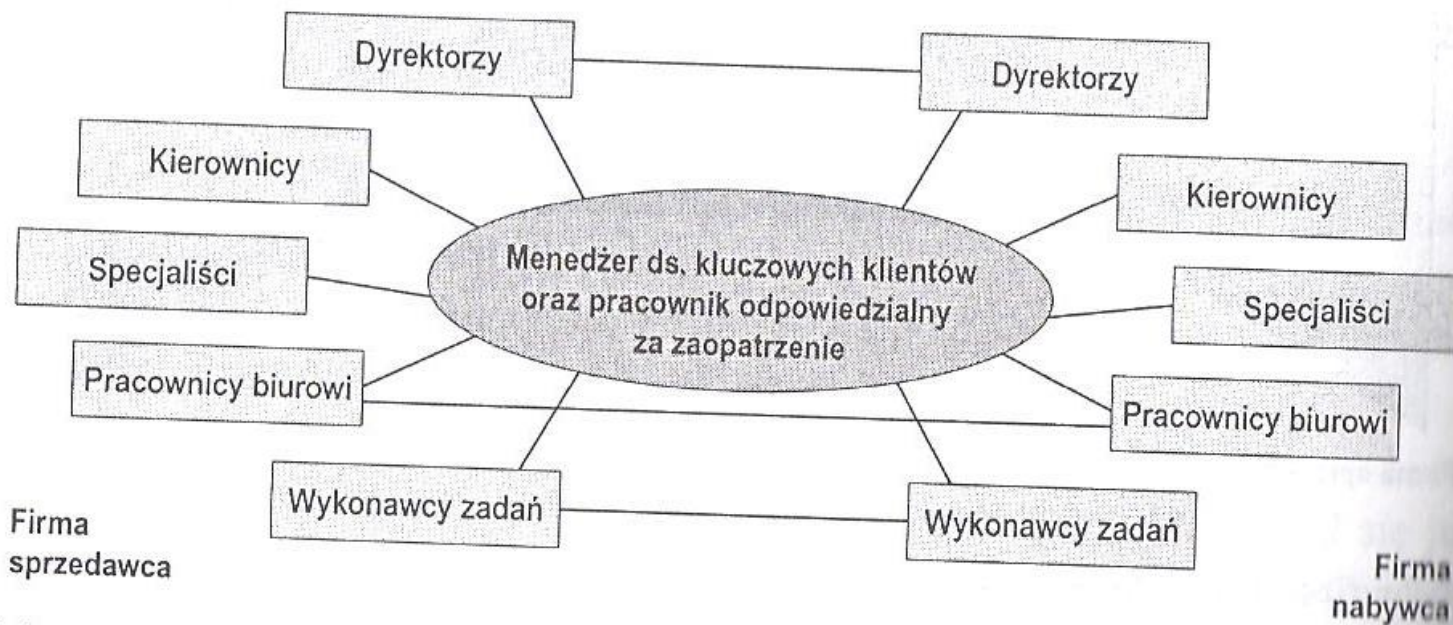 Dyrektorzy
Dyrektorzy
Kierownicy
Kierownicy
Specjaliści
Menedżer ds. kluczowych klientów
oraz pracownik odpowiedzialny
za zaopatrzenie
Specjaliści
Pracownicy biurowi
Pracownicy biurowi
Wykonawcy zadań
Wykonawcy zadań
Firma
sprzedawca
Firma
nabywca